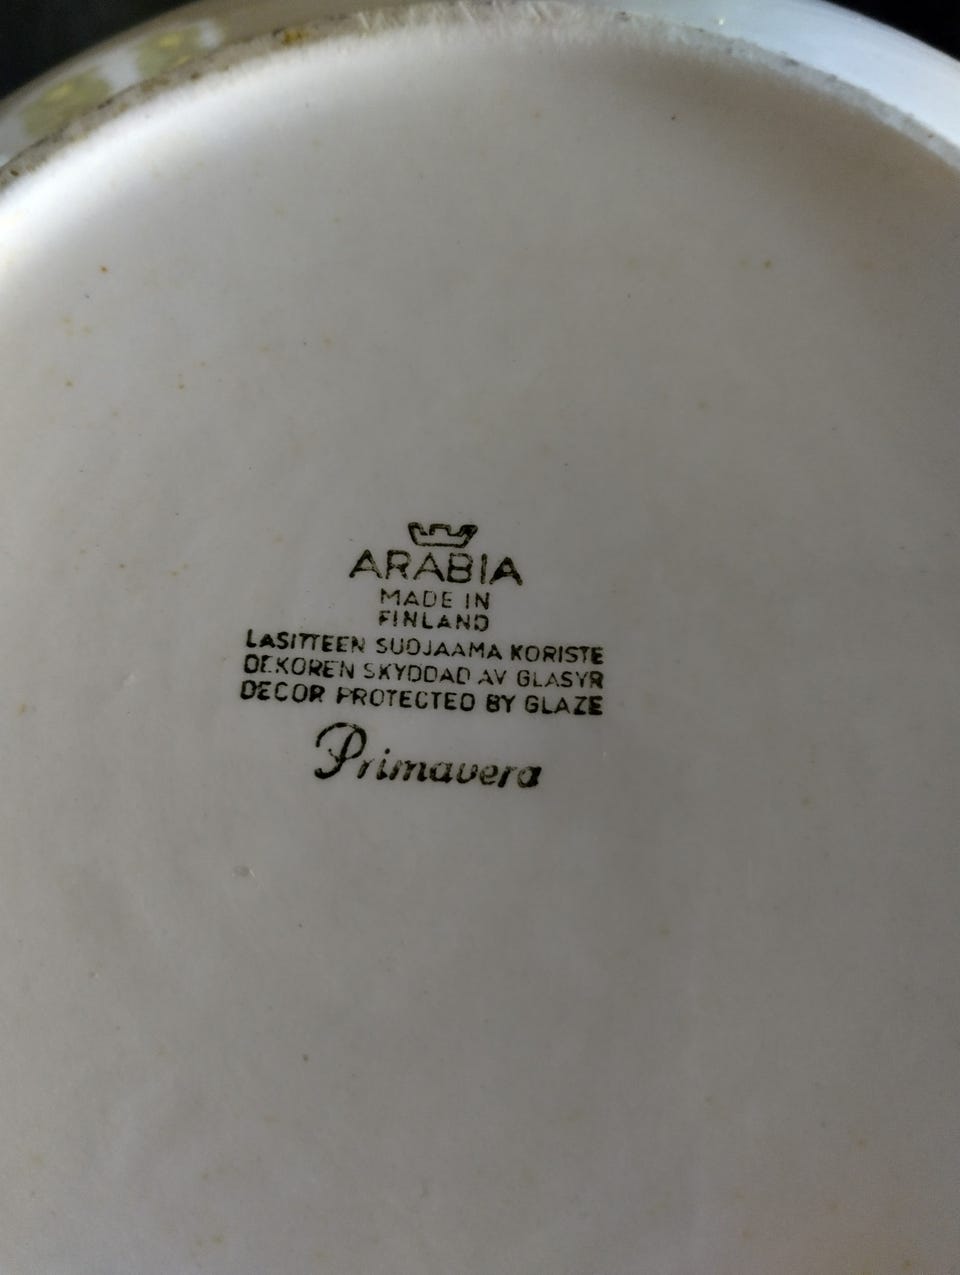 ARABIA
MADE IN
FINLAND
LASITTEEN SUOJAAMA KORISTE
DEKOREN SKYDDAD AV GLASYR
DECOR PROTECTED BY GLAZE
Primavera